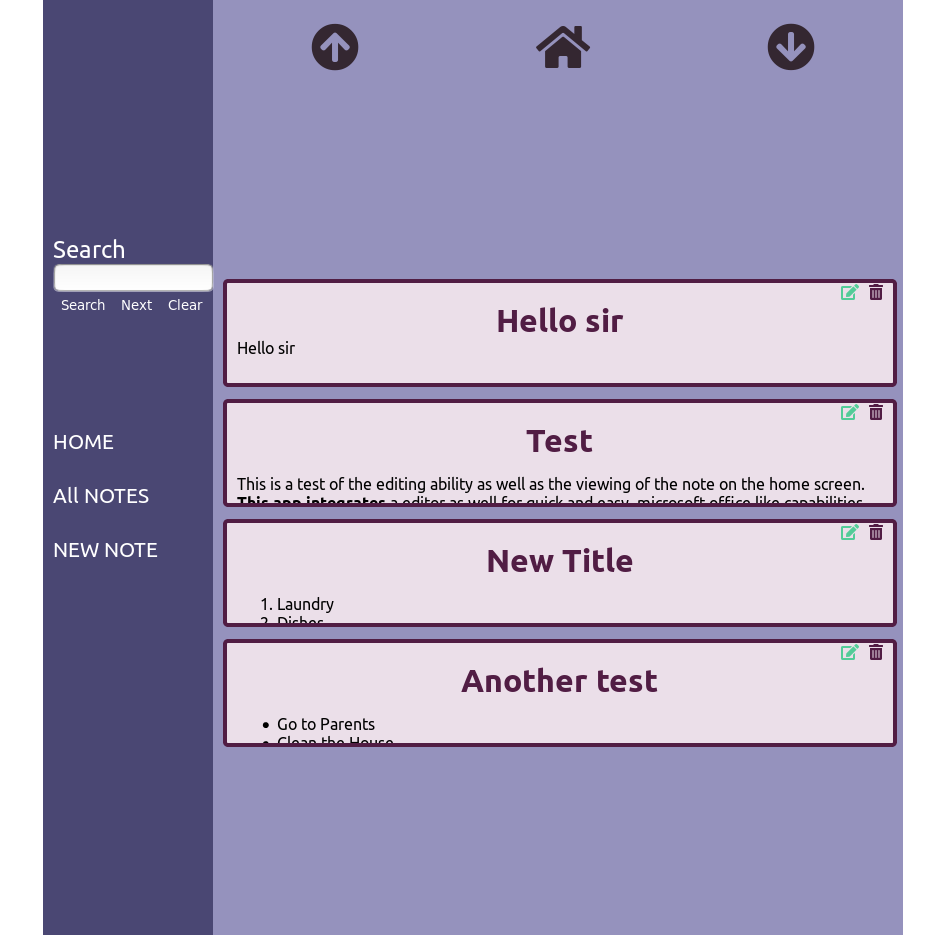 Search
Search Next Clear
HOME
All NOTES
NEW NOTE
Hello sir
Hello sir
Test
This is a test of the editing ability as well as the viewing of the note on the home screen.
This app integrates a editor as well for quick and easy, microsoft office like capabilities.
New Title
1. Laundry
2. Dishes
Another test
• Go to Parents
• Clean the House